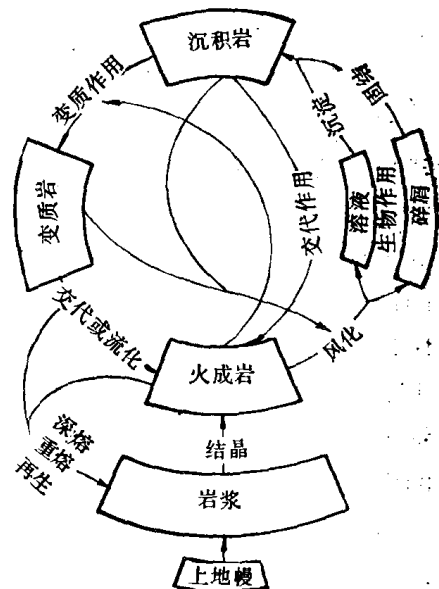 沉积岩
变质作用
沉淀
固结
变质岩
交代作用
溶液
生物作用
碎屑
交代或流化
风化
火成岩
深熔
重熔
再生
结晶
岩浆
上地幔